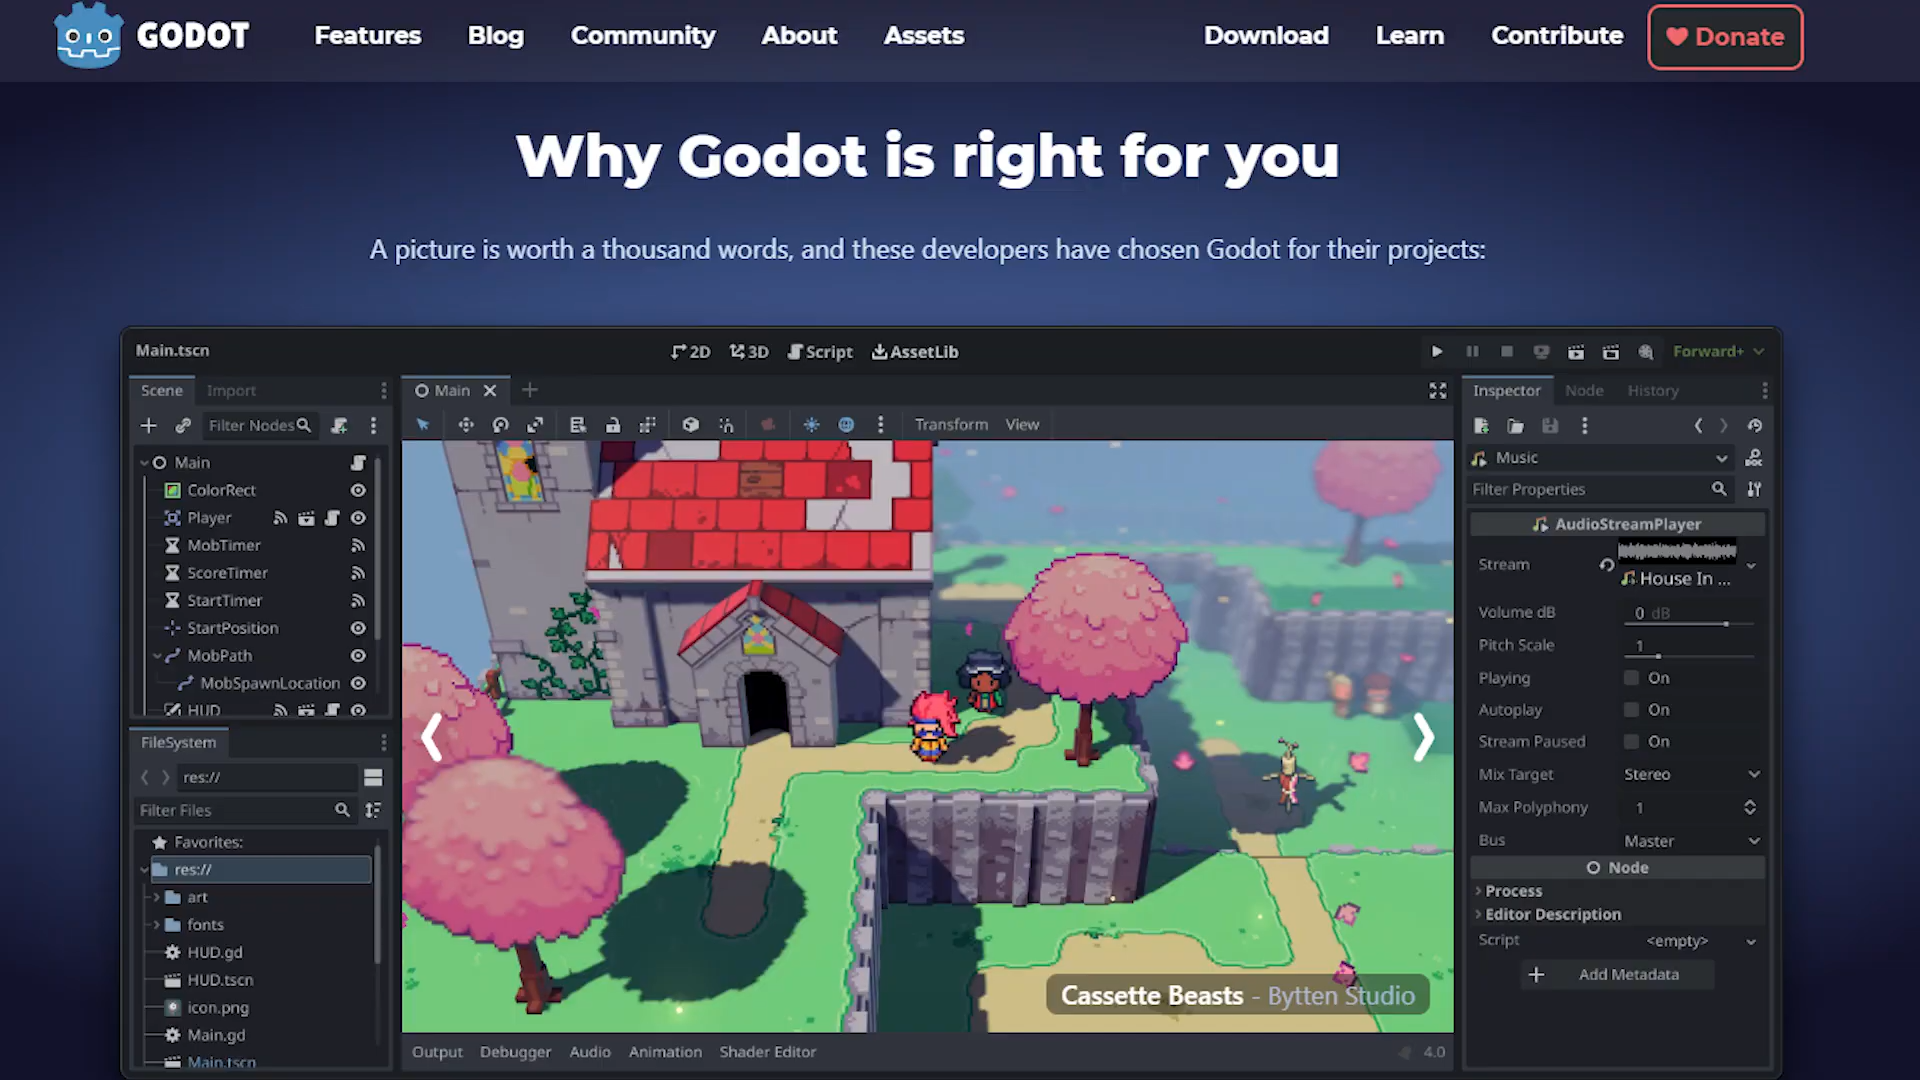 GODOT
Features
Blog
Community
About
Assets
Download
Learn
Contribute
Donate
Why Godot is right for you
A picture is worth a thousand words, and these developers have chosen Godot for their projects:
Main.tscn
2D
3D
Script
AssetLib
Forward+
Scene
Import
Filter Nodes
Main
ColorRect
Player
MobTimer
ScoreTimer
StartTimer
StartPosition
MobPath
MobSpawnLocation
HUD
FileSystem
res://
Filter Files
Favorites:
res://
art
fonts
HUD.gd
HUD.tscn
icon.png
Main.gd
Main.tscn
Main
Transform
View
Cassette Beasts - Bytten Studio
Output
Debugger
Audio
Animation
Shader Editor
4.0
Inspector
Node
History
Music
Filter Properties
AudioStreamPlayer
Stream
House In ...
Volume dB
0 dB
Pitch Scale
1
Playing
On
Autoplay
On
Stream Paused
On
Mix Target
Stereo
Max Polyphony
1
Bus
Master
Node
Process
Editor Description
Script
<empty>
Add Metadata